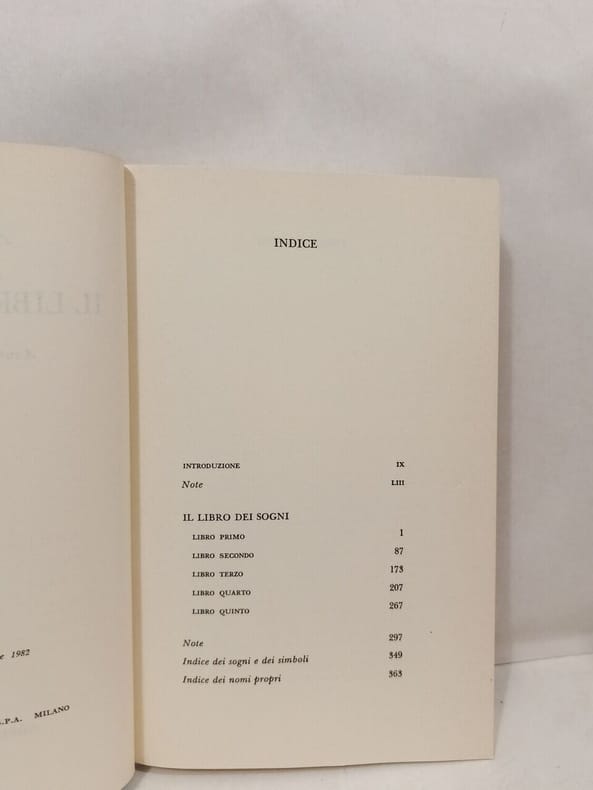 INDICE
INTRODUZIONE IX
Note LIII
IL LIBRO DEI SOGNI
LIBRO PRIMO 1
LIBRO SECONDO 87
LIBRO TERZO 173
LIBRO QUARTO 207
LIBRO QUINTO 267
Note 297
Indice dei sogni e dei simboli 349
Indice dei nomi propri 363
1982
.P.A. MILANO